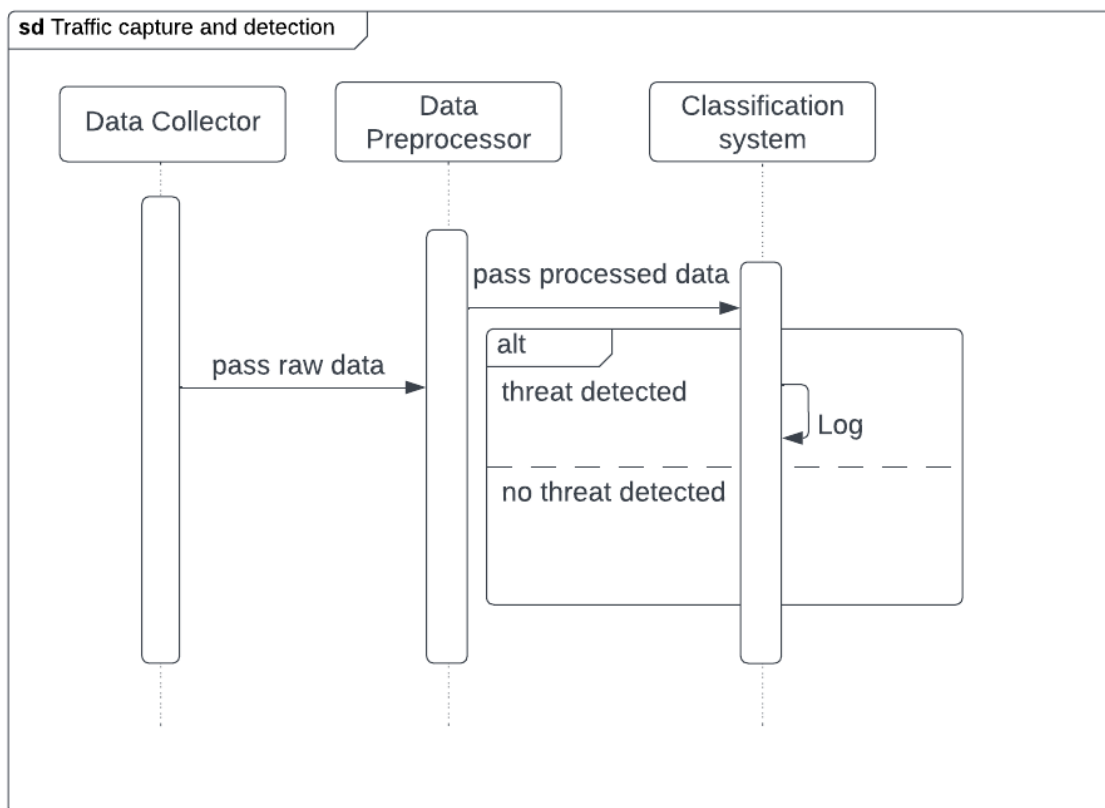 sd Traffic capture and detection
Data Collector
Data
Preprocessor
Classification
system
pass processed data
alt
pass raw data
threat detected
Log
no threat detected